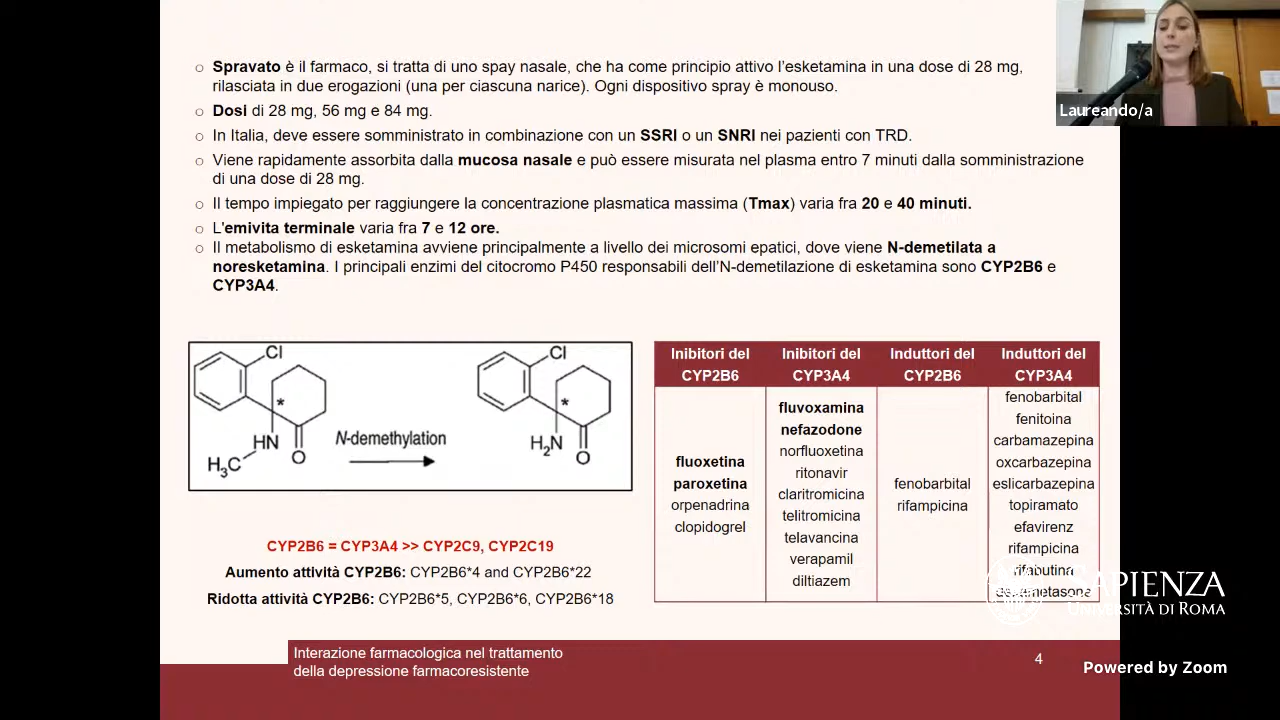 Spravato è il farmaco, si tratta di uno spay nasale, che ha come principio attivo l'esketamina in una dose di 28 mg,
rilasciata in due erogazioni (una per ciascuna narice). Ogni dispositivo spray è monouso.
Dosi di 28 mg, 56 mg e 84 mg.
In Italia, deve essere somministrato in combinazione con un SSRI o un SNRI nei pazienti con TRD.
Viene rapidamente assorbita dalla mucosa nasale e può essere misurata nel plasma entro 7 minuti dalla somministrazione
di una dose di 28 mg.
Il tempo impiegato per raggiungere la concentrazione plasmatica massima (Tmax) varia fra 20 e 40 minuti.
L'emivita terminale varia fra 7 e 12 ore.
Il metabolismo di esketamina avviene principalmente a livello dei microsomi epatici, dove viene N-demetilata a
noresketamina. I principali enzimi del citocromo P450 responsabili dell'N-demetilazione di esketamina sono CYP2B6 e
CYP3A4.
Laureando/a
Cl
*
HN
H3C
O
N-demethylation
Cl
*
H2N
O
CYP2B6 = CYP3A4 >> CYP2C9, CYP2C19
Aumento attività CYP2B6: CYP2B6*4 and CYP2B6*22
Ridotta attività CYP2B6: CYP2B6*5, CYP2B6*6, CYP2B6*18
Inibitori del
CYP2B6
Inibitori del
CYP3A4
Induttori del
CYP2B6
Induttori del
CYP3A4
fluoxetina
paroxetina
orpenadrina
clopidogrel
fluvoxamina
nefazodone
norfluoxetina
ritonavir
claritromicina
telitromicina
telavancina
verapamil
diltiazem
fenobarbital
rifampicina
fenobarbital
fenitoina
carbamazepina
oxcarbazepina
eslicarbazepina
topiramato
efavirenz
rifampicina
SAPIENZA
UNIVERSITÀ DI ROMA
Interazione farmacologica nel trattamento
della depressione farmacoresistente
4
Powered by Zoom